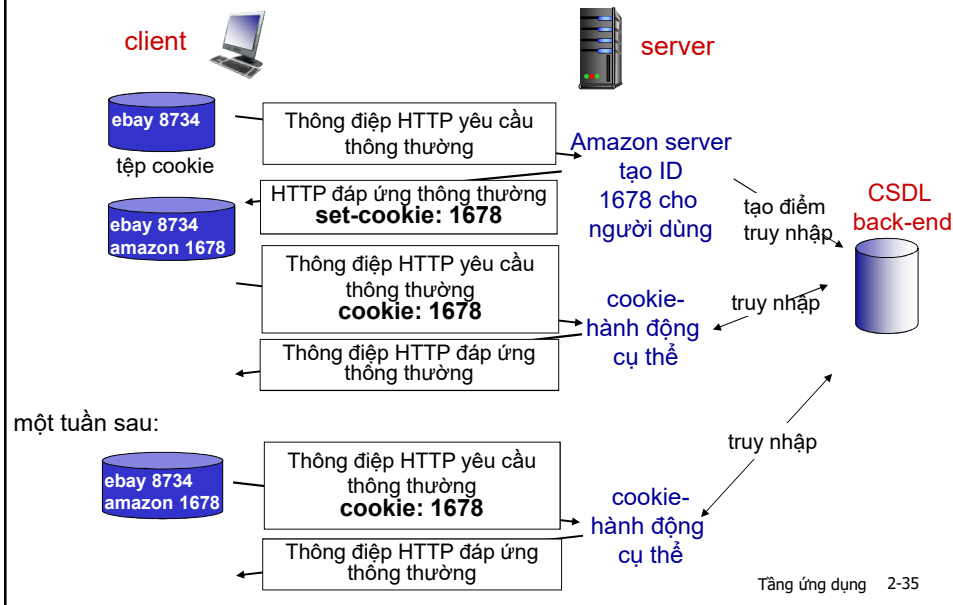 client
server
ebay 8734
tệp cookie
Thông điệp HTTP yêu cầu
thông thường
Amazon server
tạo ID
1678 cho
người dùng
HTTP đáp ứng thông thường
set-cookie: 1678
ebay 8734
amazon 1678
tạo điểm
truy nhập
CSDL
back-end
Thông điệp HTTP yêu cầu
thông thường
cookie: 1678
cookie-
hành động
cụ thể
truy nhập
Thông điệp HTTP đáp ứng
thông thường
một tuần sau:
truy nhập
ebay 8734
amazon 1678
Thông điệp HTTP yêu cầu
thông thường
cookie: 1678
cookie-
hành động
cụ thể
Thông điệp HTTP đáp ứng
thông thường
Tầng ứng dụng 2-35